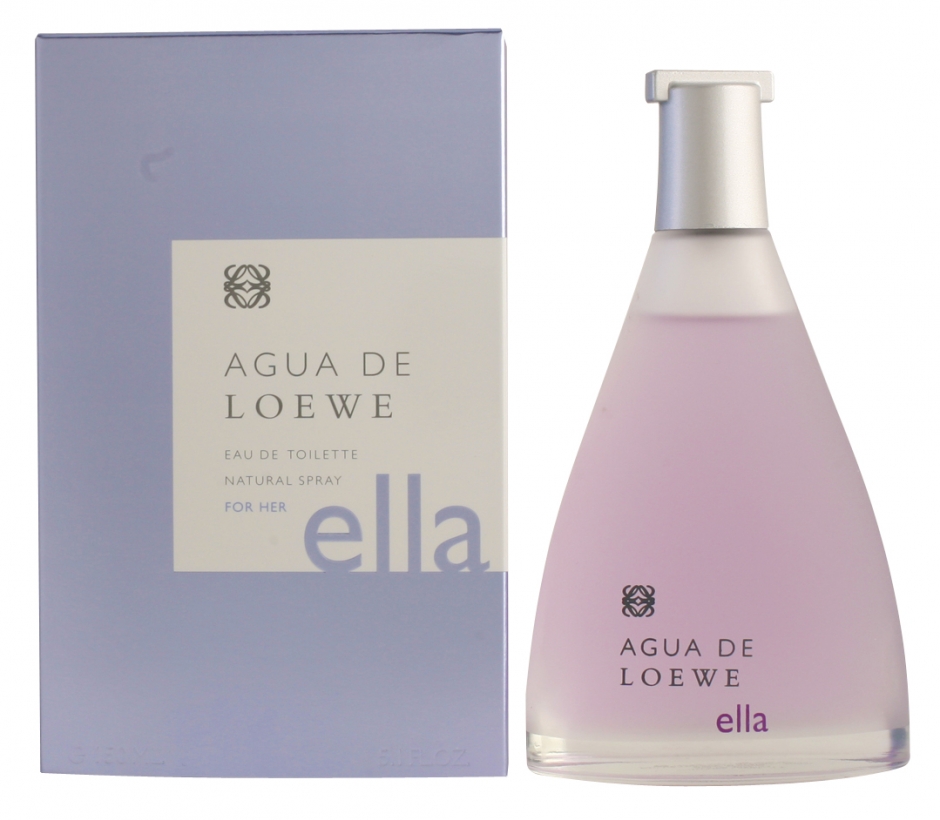 AGUA DE
LOEWE
EAU DE TOILETTE
NATURAL SPRAY
FOR HER
ella
AGUA DE
LOEWE
ella